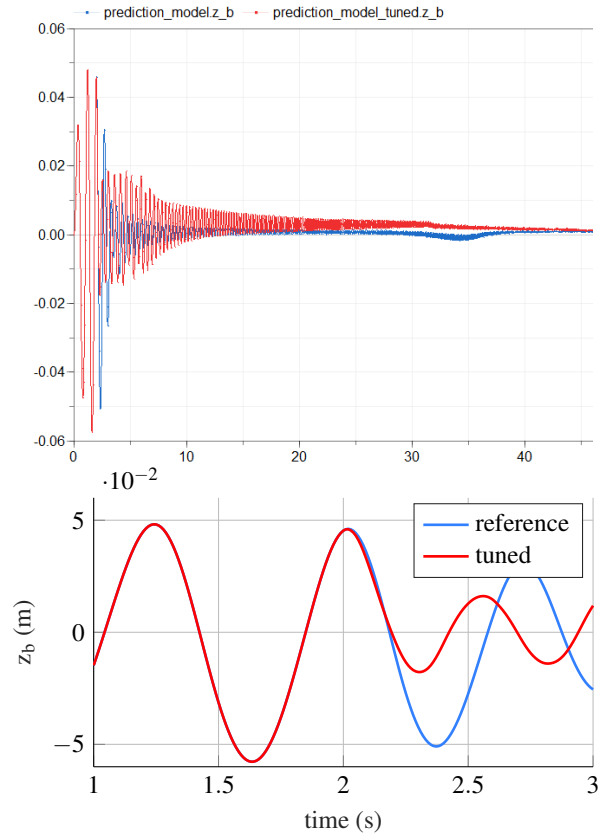 prediction_model.z_b prediction_model_tuned.z_b
0.06
0.04
0.02
0.00
-0.02
-0.04
-0.06
0 10 20 30 40
·10−2
5
0
−5
z_b (m)
reference
tuned
1 1.5 2 2.5 3
time (s)